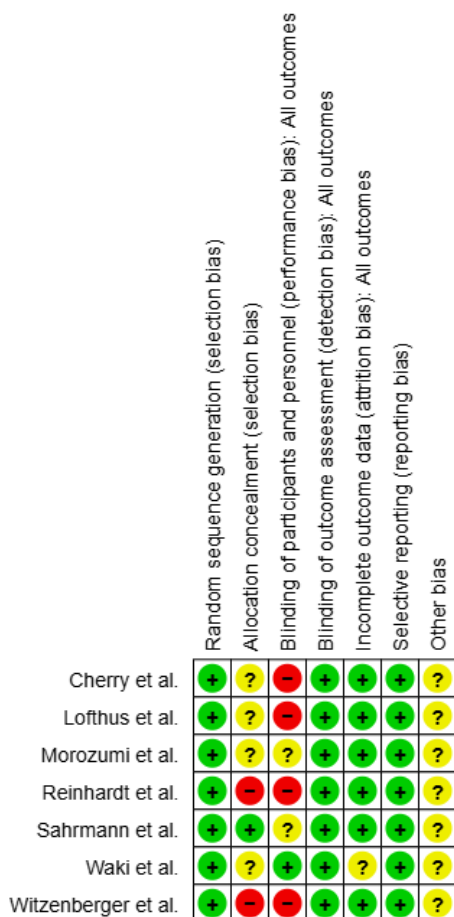 Random sequence generation (selection bias)
Allocation concealment (selection bias)
Blinding of participants and personnel (performance bias): All outcomes
Blinding of outcome assessment (detection bias): All outcomes
Incomplete outcome data (attrition bias): All outcomes
Selective reporting (reporting bias)
Other bias
Cherry et al. + ? − + + + ?
Lofthus et al. + ? − + + + ?
Morozumi et al. + ? ? + + + ?
Reinhardt et al. + − − + + + ?
Sahrmann et al. + + ? + + + ?
Waki et al. + ? + + ? + ?
Witzenberger et al. + − − + + + ?